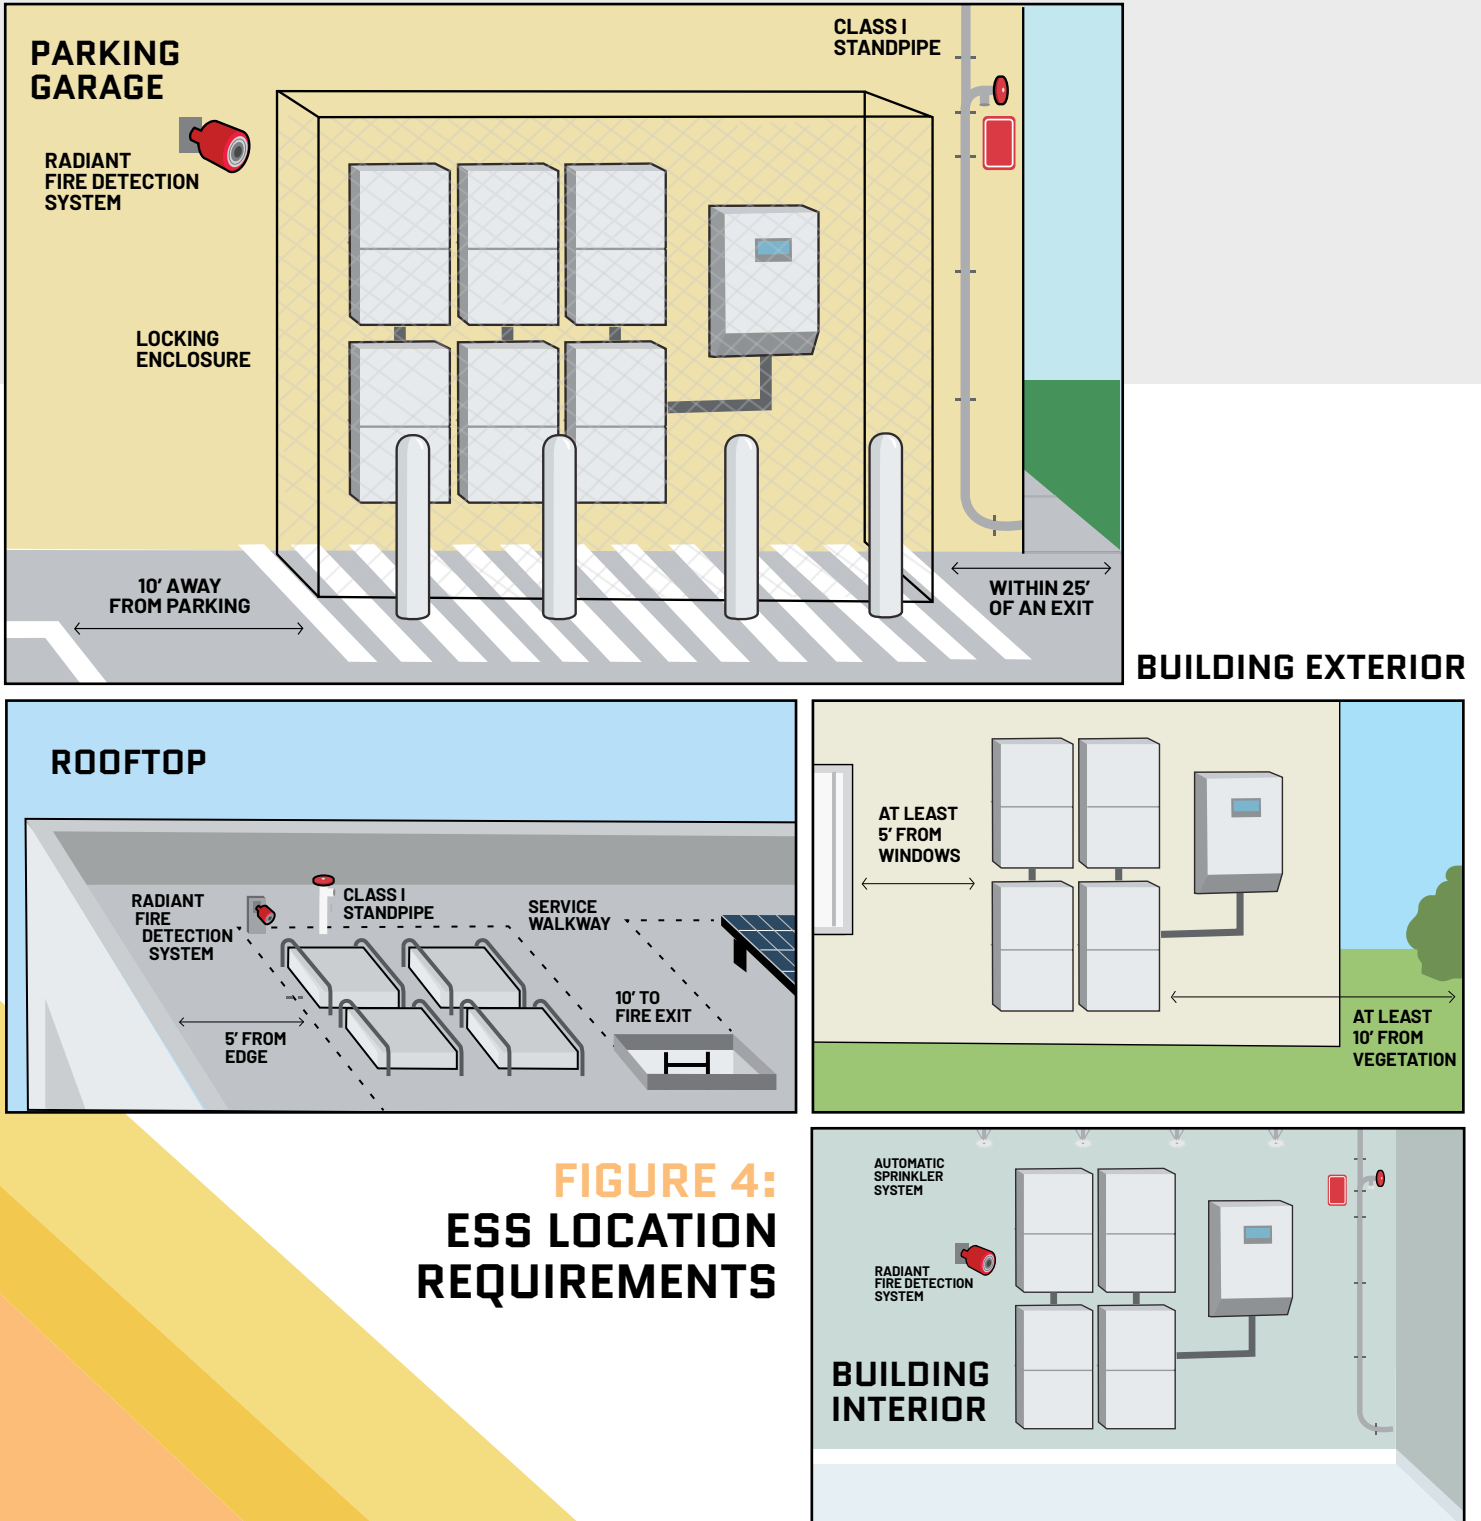 PARKING
GARAGE
CLASS I
STANDPIPE
RADIANT
FIRE DETECTION
SYSTEM
LOCKING
ENCLOSURE
10’ AWAY
FROM PARKING
WITHIN 25’
OF AN EXIT
BUILDING EXTERIOR
ROOFTOP
RADIANT
FIRE
DETECTION
SYSTEM
CLASS I
STANDPIPE
SERVICE
WALKWAY
10’ TO
FIRE EXIT
5’ FROM
EDGE
AT LEAST
5’ FROM
WINDOWS
AT LEAST
10’ FROM
VEGETATION
FIGURE 4:
ESS LOCATION
REQUIREMENTS
AUTOMATIC
SPRINKLER
SYSTEM
RADIANT
FIRE DETECTION
SYSTEM
BUILDING
INTERIOR